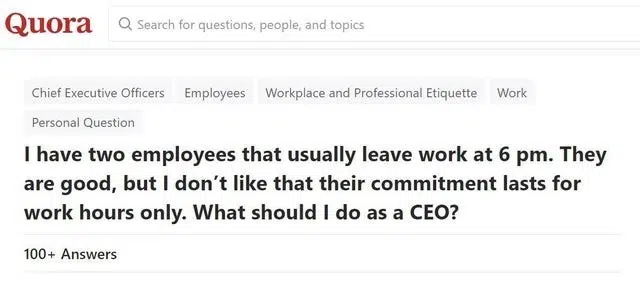 Quora
Search for questions, people, and topics
Chief Executive Officers Employees Workplace and Professional Etiquette Work
Personal Question
I have two employees that usually leave work at 6 pm. They
are good, but I don’t like that their commitment lasts for
work hours only. What should I do as a CEO?
100+ Answers